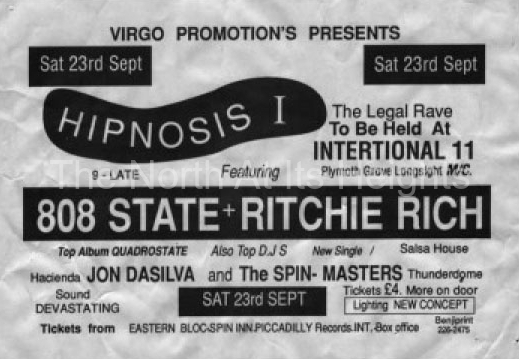 VIRGO PROMOTION'S PRESENTS
Sat 23rd Sept
Sat 23rd Sept
HIPNOSIS I
The Legal Rave
To Be Held At
INTERTIONAL 11
9 - LATE
Featuring
Plymoth Grove Longsight M/C.
The North At Its Heights
808 STATE + RITCHIE RICH
Top Album QUADROSTATE Also Top D.J S New Single / Salsa House
Hacienda JON DASILVA and The SPIN- MASTERS Thunderdome
Sound
DEVASTATING
SAT 23RD SEPT
Tickets £4. More on door
Lighting NEW CONCEPT
Tickets from EASTERN BLOC-SPIN INN.PICCADILLY Records.INT,-Box office
Benjiprint
226-2475